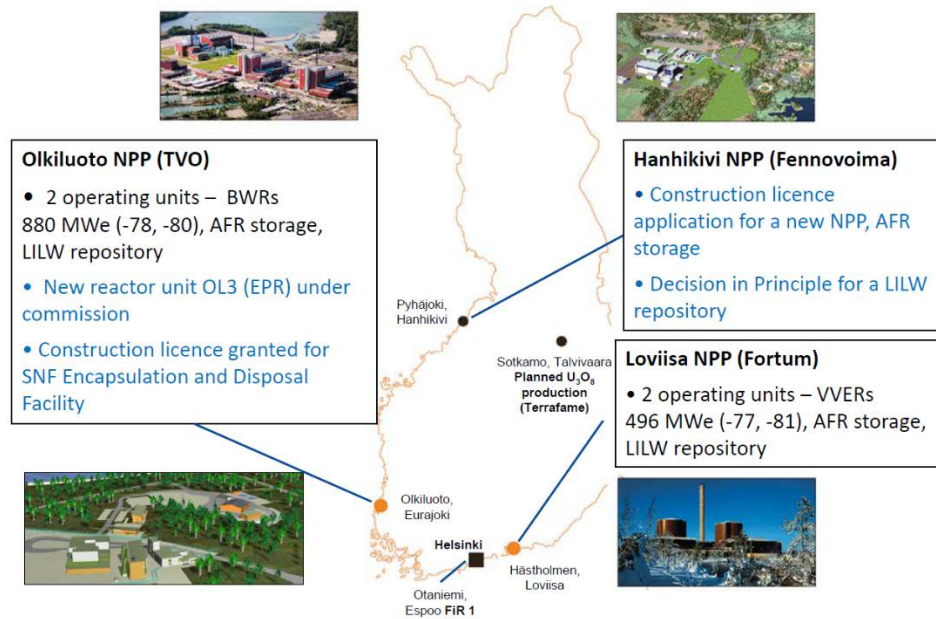 Olkiluoto NPP (TVO)
• 2 operating units – BWRs
880 MWe (-78, -80), AFR storage,
LILW repository
• New reactor unit OL3 (EPR) under
commission
• Construction licence granted for
SNF Encapsulation and Disposal
Facility
Hanhikivi NPP (Fennovoima)
• Construction licence
application for a new NPP, AFR
storage
• Decision in Principle for a LILW
repository
Pyhäjoki,
Hanhikivi
Sotkamo, Talvivaara
Planned U₃O₈
production
(Terrafame)
Loviisa NPP (Fortum)
• 2 operating units – VVERs
496 MWe (-77, -81), AFR storage,
LILW repository
Olkiluoto,
Eurajoki
Helsinki
Hästholmen,
Loviisa
Otaniemi,
Espoo FiR 1